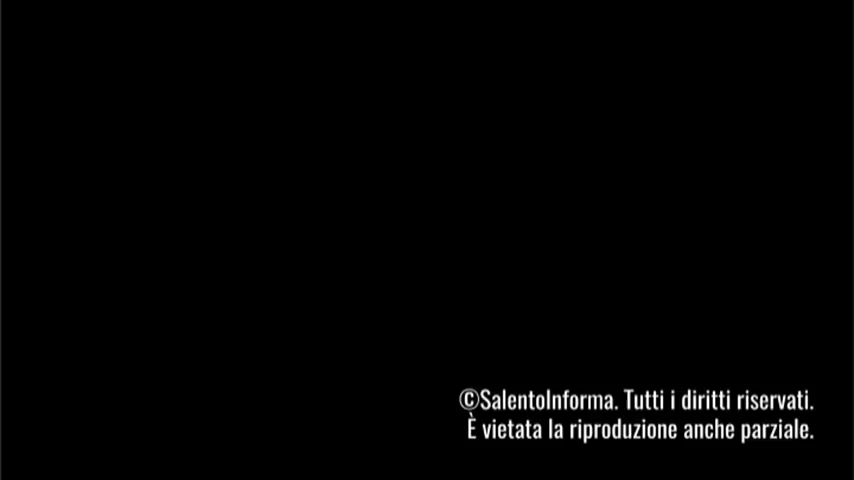 ©SalentoInforma. Tutti i diritti riservati.
È vietata la riproduzione anche parziale.